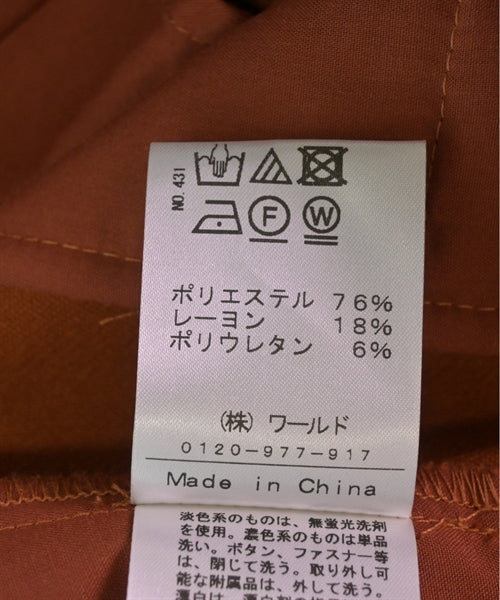 NO.431
F W
ポリエステル 76%
レーヨン 18%
ポリウレタン 6%
(株) ワールド
0120-977-917
Made in China
淡色系のものは、無蛍光洗剤
を使用。濃色系のものは単品
洗い。ボタン、ファスナー等
は、閉じて洗う。取り外し可
能な附属品は、外して洗う。